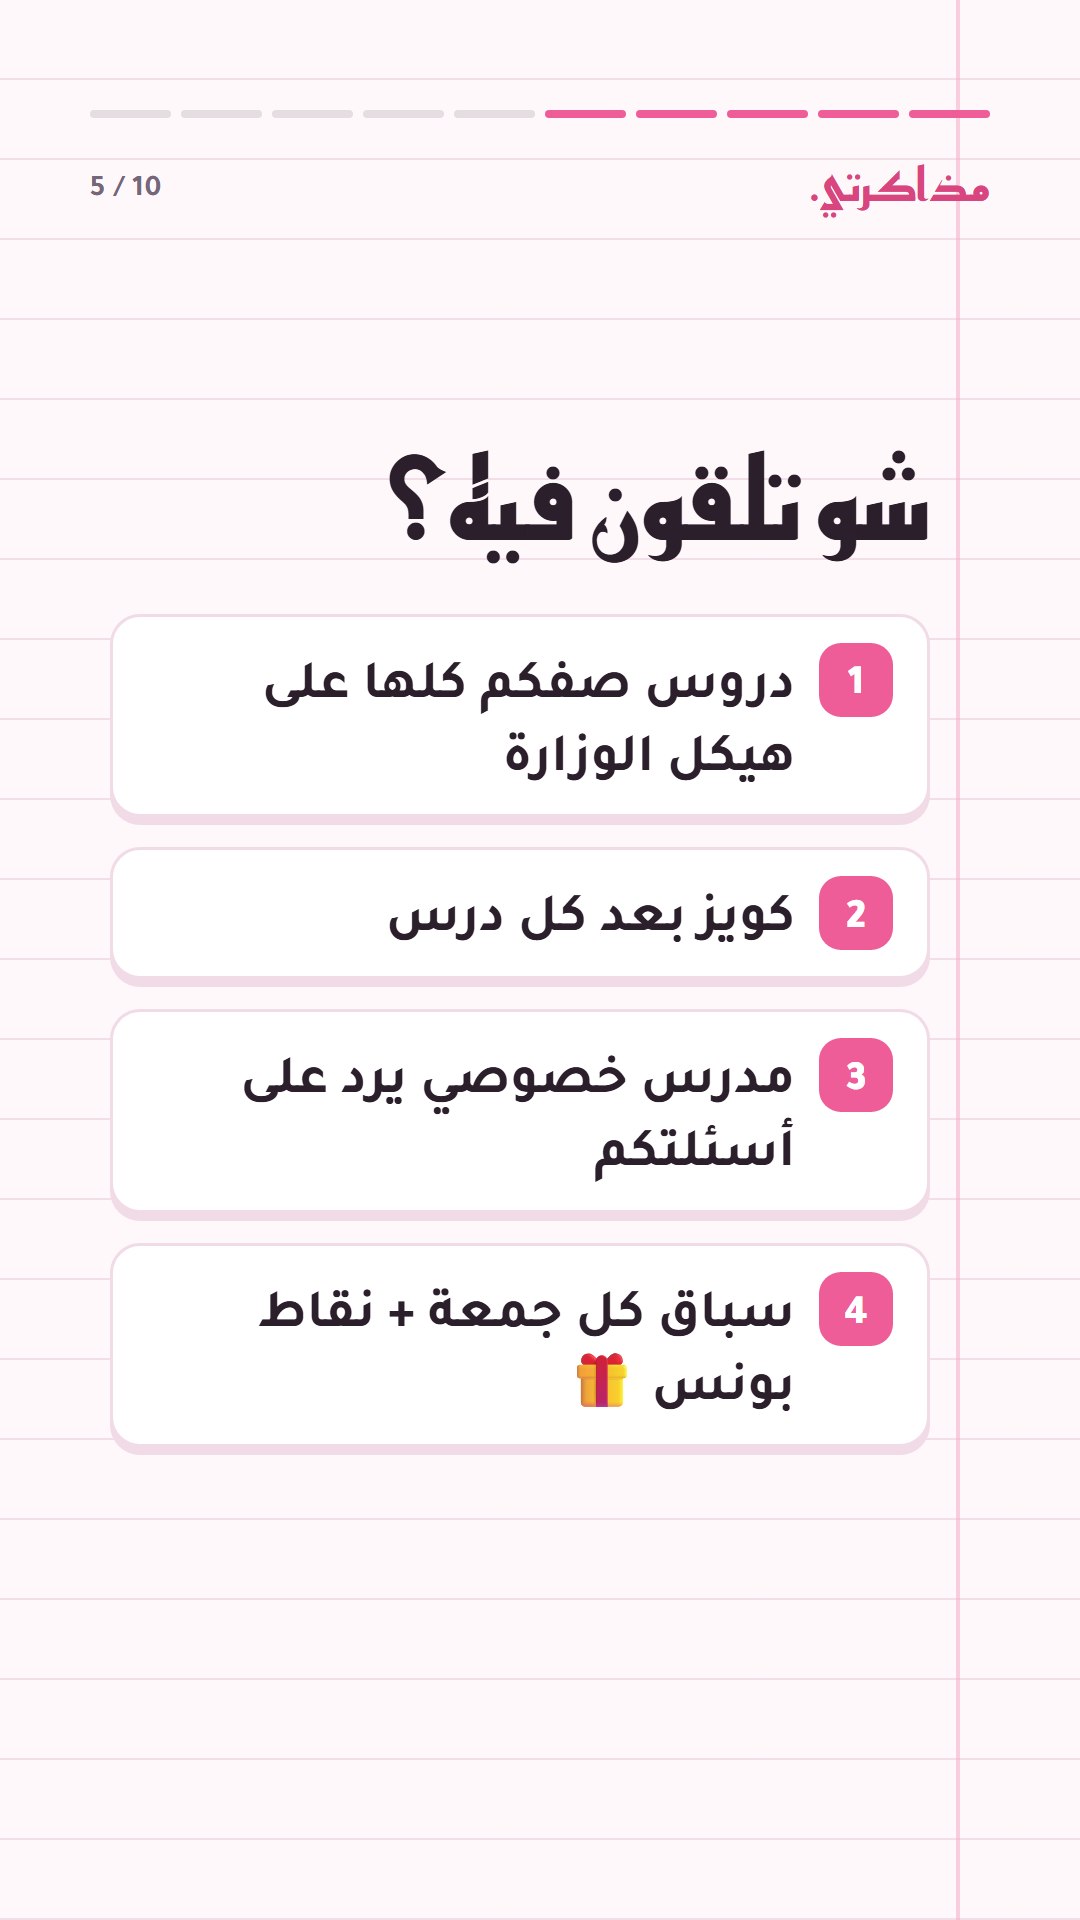 مذاكرتي.
5 / 10
شو تلقون فيه؟
1
دروس صفكم كلها على
هيكل الوزارة
2
كويز بعد كل درس
3
مدرس خصوصي يرد على
أسئلتكم
4
سباق كل جمعة + نقاط
بونس 🎁